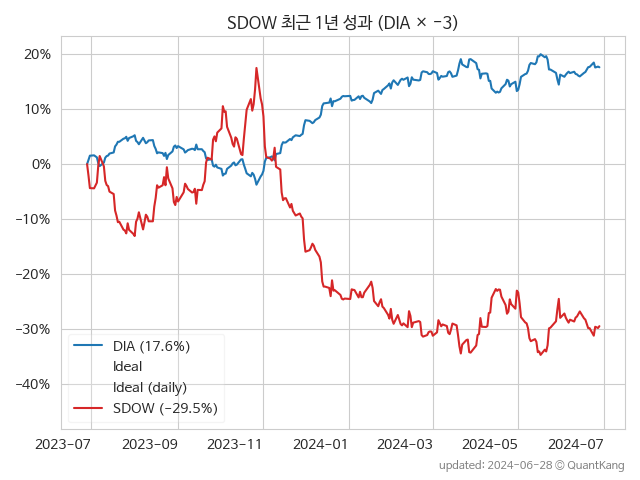 SDOW 최근 1년 성과 (DIA × −3)
20%
10%
0%
−10%
−20%
−30%
−40%
DIA (17.6%)
Ideal
Ideal (daily)
SDOW (−29.5%)
2023-07 2023-09 2023-11 2024-01 2024-03 2024-05 2024-07
updated: 2024-06-28 © QuantKang